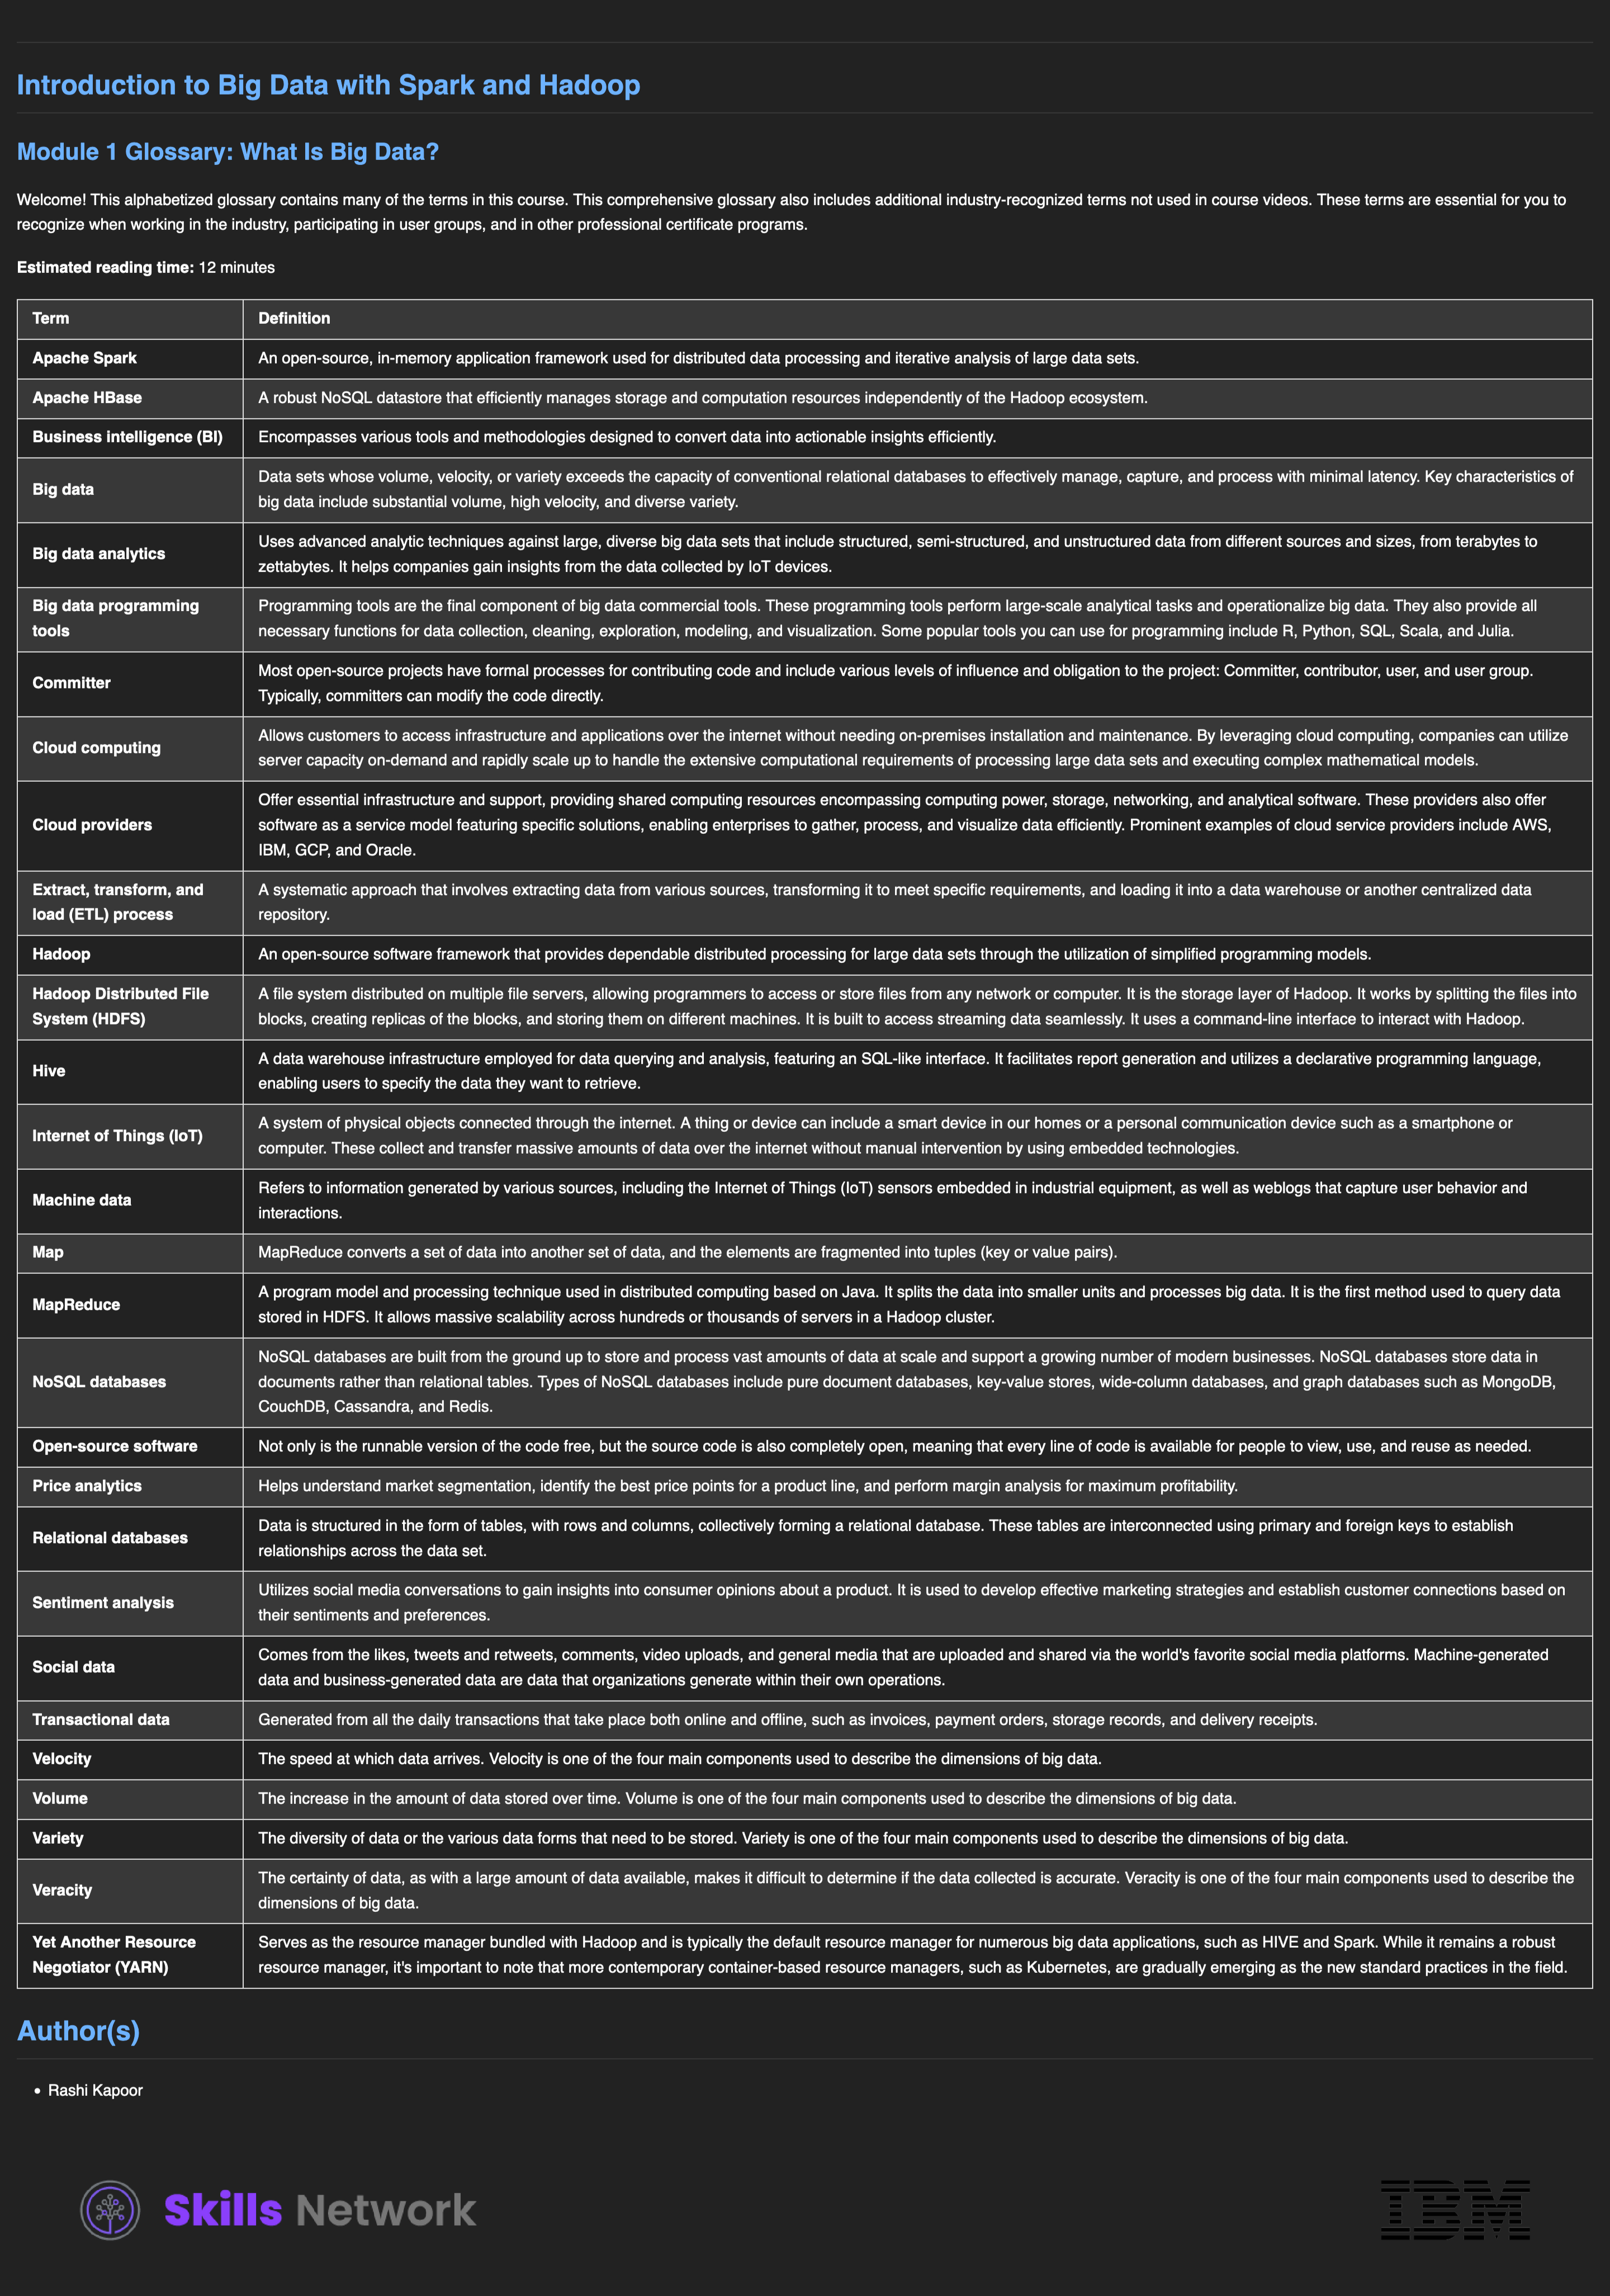 Introduction to Big Data with Spark and Hadoop
Module 1 Glossary: What Is Big Data?
Welcome! This alphabetized glossary contains many of the terms in this course. This comprehensive glossary also includes additional industry-recognized terms not used in course videos. These terms are essential for you to
recognize when working in the industry, participating in user groups, and in other professional certificate programs.
Estimated reading time: 12 minutes
Term Definition
Apache Spark An open-source, in-memory application framework used for distributed data processing and iterative analysis of large data sets.
Apache HBase A robust NoSQL datastore that efficiently manages storage and computation resources independently of the Hadoop ecosystem.
Business intelligence (BI) Encompasses various tools and methodologies designed to convert data into actionable insights efficiently.
Big data
Data sets whose volume, velocity, or variety exceeds the capacity of conventional relational databases to effectively manage, capture, and process with minimal latency. Key characteristics of
big data include substantial volume, high velocity, and diverse variety.
Big data analytics
Uses advanced analytic techniques against large, diverse big data sets that include structured, semi-structured, and unstructured data from different sources and sizes, from terabytes to
zettabytes. It helps companies gain insights from the data collected by IoT devices.
Big data programming
tools
Programming tools are the final component of big data commercial tools. These programming tools perform large-scale analytical tasks and operationalize big data. They also provide all
necessary functions for data collection, cleaning, exploration, modeling, and visualization. Some popular tools you can use for programming include R, Python, SQL, Scala, and Julia.
Committer
Most open-source projects have formal processes for contributing code and include various levels of influence and obligation to the project: Committer, contributor, user, and user group.
Typically, committers can modify the code directly.
Cloud computing
Allows customers to access infrastructure and applications over the internet without needing on-premises installation and maintenance. By leveraging cloud computing, companies can utilize
server capacity on-demand and rapidly scale up to handle the extensive computational requirements of processing large data sets and executing complex mathematical models.
Cloud providers
Offer essential infrastructure and support, providing shared computing resources encompassing computing power, storage, networking, and analytical software. These providers also offer
software as a service model featuring specific solutions, enabling enterprises to gather, process, and visualize data efficiently. Prominent examples of cloud service providers include AWS,
IBM, GCP, and Oracle.
Extract, transform, and
load (ETL) process
A systematic approach that involves extracting data from various sources, transforming it to meet specific requirements, and loading it into a data warehouse or another centralized data
repository.
Hadoop An open-source software framework that provides dependable distributed processing for large data sets through the utilization of simplified programming models.
Hadoop Distributed File
System (HDFS)
A file system distributed on multiple file servers, allowing programmers to access or store files from any network or computer. It is the storage layer of Hadoop. It works by splitting the files into
blocks, creating replicas of the blocks, and storing them on different machines. It is built to access streaming data seamlessly. It uses a command-line interface to interact with Hadoop.
Hive
A data warehouse infrastructure employed for data querying and analysis, featuring an SQL-like interface. It facilitates report generation and utilizes a declarative programming language,
enabling users to specify the data they want to retrieve.
Internet of Things (IoT)
A system of physical objects connected through the internet. A thing or device can include a smart device in our homes or a personal communication device such as a smartphone or
computer. These collect and transfer massive amounts of data over the internet without manual intervention by using embedded technologies.
Machine data
Refers to information generated by various sources, including the Internet of Things (IoT) sensors embedded in industrial equipment, as well as weblogs that capture user behavior and
interactions.
Map MapReduce converts a set of data into another set of data, and the elements are fragmented into tuples (key or value pairs).
MapReduce
A program model and processing technique used in distributed computing based on Java. It splits the data into smaller units and processes big data. It is the first method used to query data
stored in HDFS. It allows massive scalability across hundreds or thousands of servers in a Hadoop cluster.
NoSQL databases
NoSQL databases are built from the ground up to store and process vast amounts of data at scale and support a growing number of modern businesses. NoSQL databases store data in
documents rather than relational tables. Types of NoSQL databases include pure document databases, key-value stores, wide-column databases, and graph databases such as MongoDB,
CouchDB, Cassandra, and Redis.
Open-source software Not only is the runnable version of the code free, but the source code is also completely open, meaning that every line of code is available for people to view, use, and reuse as needed.
Price analytics Helps understand market segmentation, identify the best price points for a product line, and perform margin analysis for maximum profitability.
Relational databases
Data is structured in the form of tables, with rows and columns, collectively forming a relational database. These tables are interconnected using primary and foreign keys to establish
relationships across the data set.
Sentiment analysis
Utilizes social media conversations to gain insights into consumer opinions about a product. It is used to develop effective marketing strategies and establish customer connections based on
their sentiments and preferences.
Social data
Comes from the likes, tweets and retweets, comments, video uploads, and general media that are uploaded and shared via the world's favorite social media platforms. Machine-generated
data and business-generated data are data that organizations generate within their own operations.
Transactional data Generated from all the daily transactions that take place both online and offline, such as invoices, payment orders, storage records, and delivery receipts.
Velocity The speed at which data arrives. Velocity is one of the four main components used to describe the dimensions of big data.
Volume The increase in the amount of data stored over time. Volume is one of the four main components used to describe the dimensions of big data.
Variety The diversity of data or the various data forms that need to be stored. Variety is one of the four main components used to describe the dimensions of big data.
Veracity
The certainty of data, as with a large amount of data available, makes it difficult to determine if the data collected is accurate. Veracity is one of the four main components used to describe the
dimensions of big data.
Yet Another Resource
Negotiator (YARN)
Serves as the resource manager bundled with Hadoop and is typically the default resource manager for numerous big data applications, such as HIVE and Spark. While it remains a robust
resource manager, it's important to note that more contemporary container-based resource managers, such as Kubernetes, are gradually emerging as the new standard practices in the field.
Author(s)
• Rashi Kapoor
Skills Network
IBM